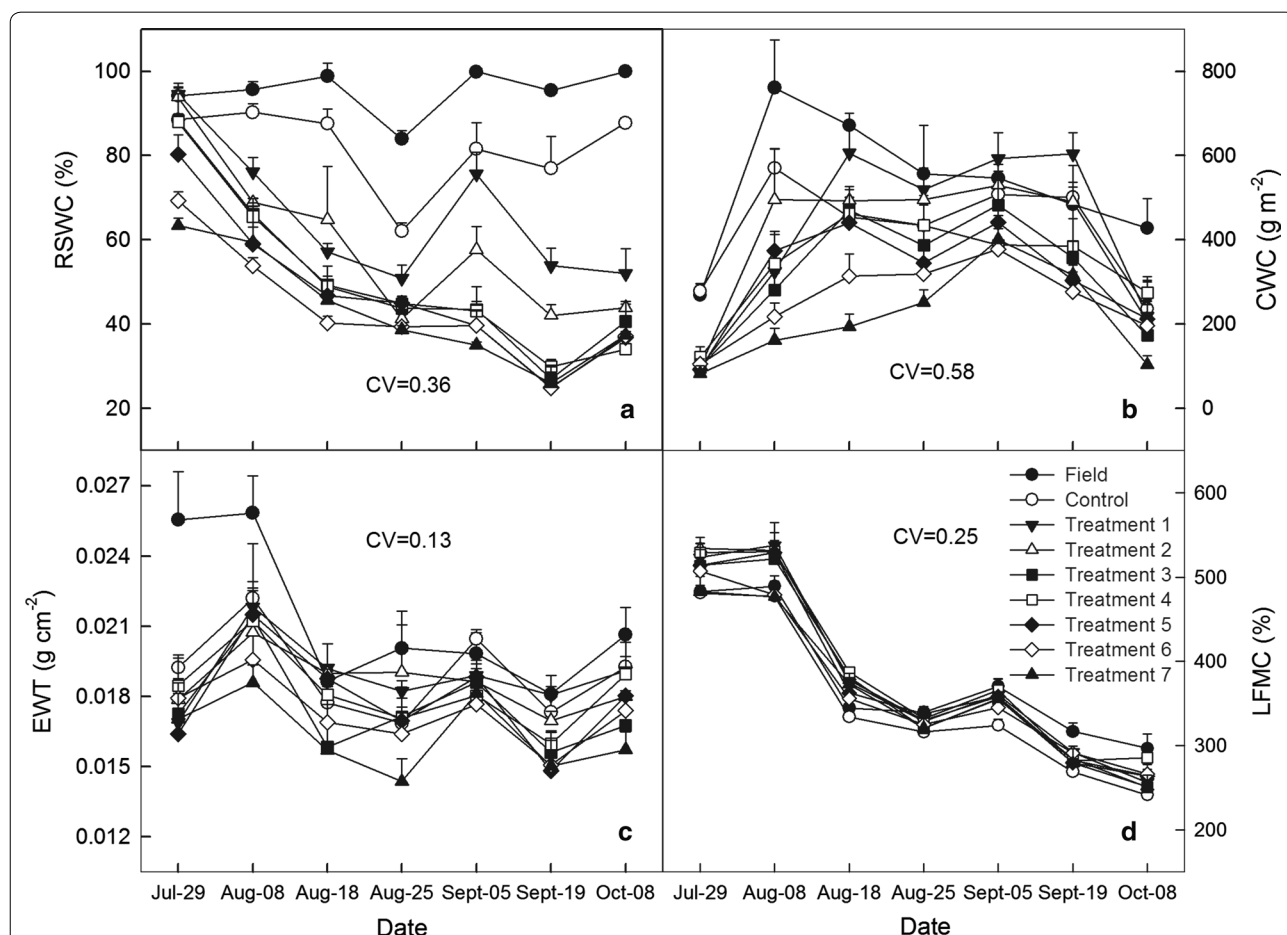 RSWC (%)
100
80
60
40
20
CV=0.36
a
CWC (g m-2)
800
600
400
200
0
CV=0.58
b
EWT (g cm-2)
0.027
0.024
0.021
0.018
0.015
0.012
CV=0.13
c
Jul-29 Aug-08 Aug-18 Aug-25 Sept-05 Sept-19 Oct-08
Date
LFMC (%)
600
500
400
300
200
CV=0.25
Field
Control
Treatment 1
Treatment 2
Treatment 3
Treatment 4
Treatment 5
Treatment 6
Treatment 7
d
Jul-29 Aug-08 Aug-18 Aug-25 Sept-05 Sept-19 Oct-08
Date